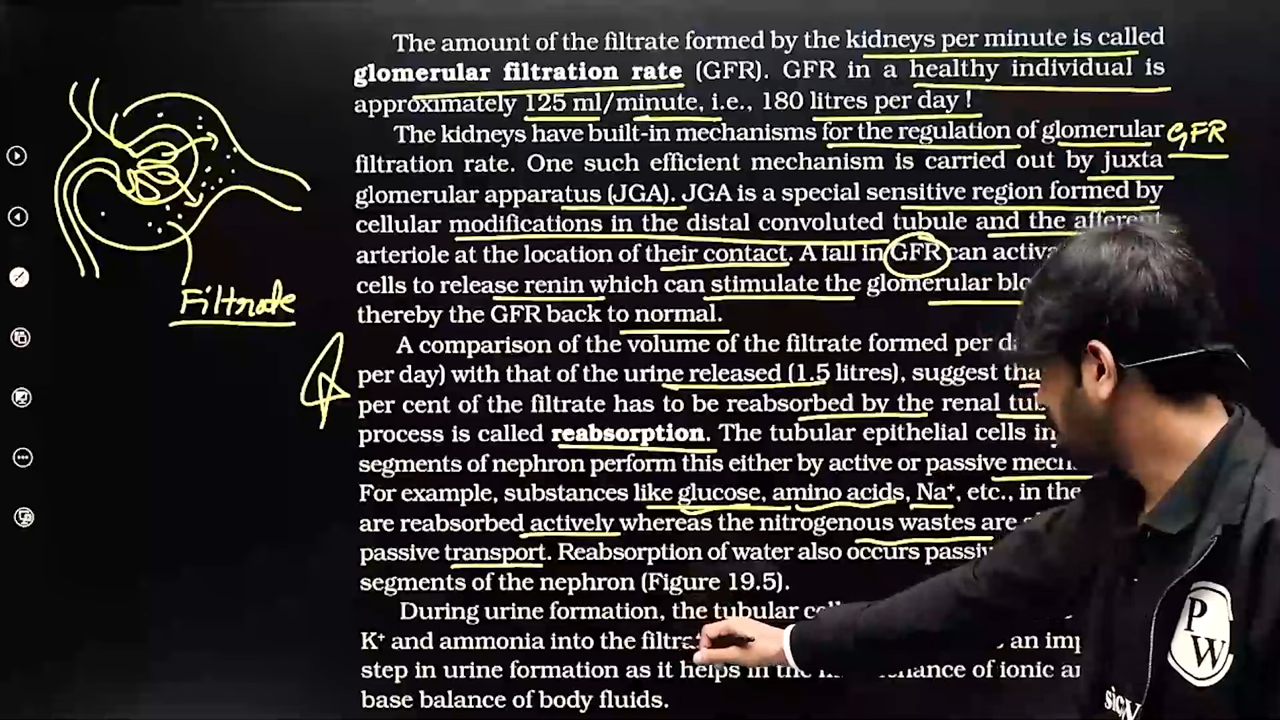 The amount of the filtrate formed by the kidneys per minute is called
glomerular filtration rate (GFR). GFR in a healthy individual is
approximately 125 ml/minute, i.e., 180 litres per day !
The kidneys have built-in mechanisms for the regulation of glomerular GFR
filtration rate. One such efficient mechanism is carried out by juxta
glomerular apparatus (JGA). JGA is a special sensitive region formed by
cellular modifications in the distal convoluted tubule and the afferent
arteriole at the location of their contact. A fall in GFR can
cells to release renin which can stimulate the glomerular
Filtrate
thereby the GFR back to normal.
A comparison of the volume of the filtrate formed per
per day) with that of the urine released (1.5 litres), suggest
per cent of the filtrate has to be reabsorbed by the renal
process is called reabsorption. The tubular epithelial cells in
segments of nephron perform this either by active or passive
For example, substances like glucose, amino acids, Na⁺, etc., in the
are reabsorbed actively whereas the nitrogenous wastes are
passive transport. Reabsorption of water also occurs
segments of the nephron (Figure 19.5).
During urine formation, the tubular
K⁺ and ammonia into the an
step in urine formation as it helps in the of ionic
base balance of body fluids.
P
W